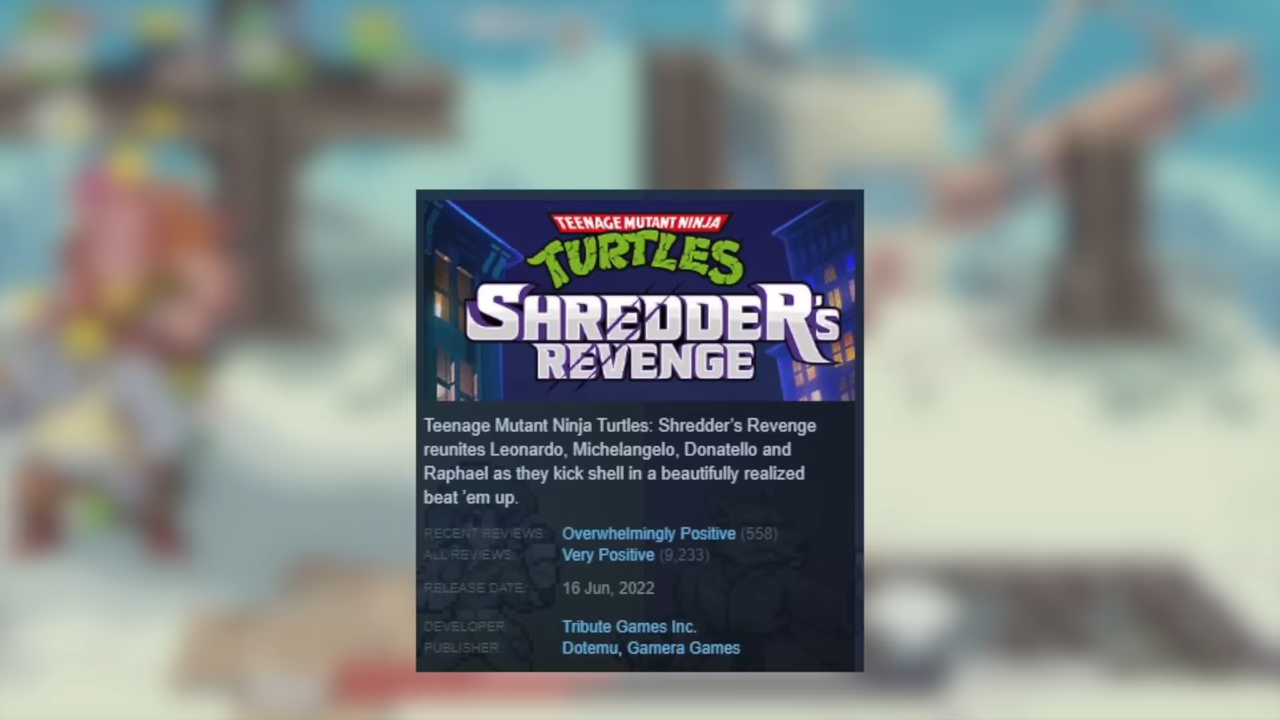 TEENAGE MUTANT NINJA
TURTLES
SHREDDER's
REVENGE
Teenage Mutant Ninja Turtles: Shredder's Revenge
reunites Leonardo, Michelangelo, Donatello and
Raphael as they kick shell in a beautifully realized
beat 'em up.
RECENT REVIEWS: Overwhelmingly Positive (558)
ALL REVIEWS: Very Positive (9,233)
RELEASE DATE: 16 Jun, 2022
DEVELOPER: Tribute Games Inc.
PUBLISHER: Dotemu, Gamera Games